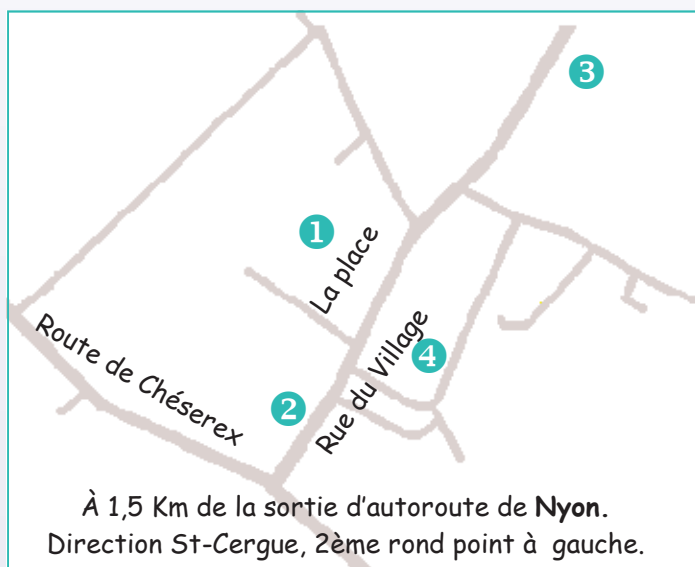 3
1
La place
Rue du Village
4
Route de Chéserex
2
À 1,5 Km de la sortie d'autoroute de Nyon.
Direction St-Cergue, 2ème rond point à gauche.